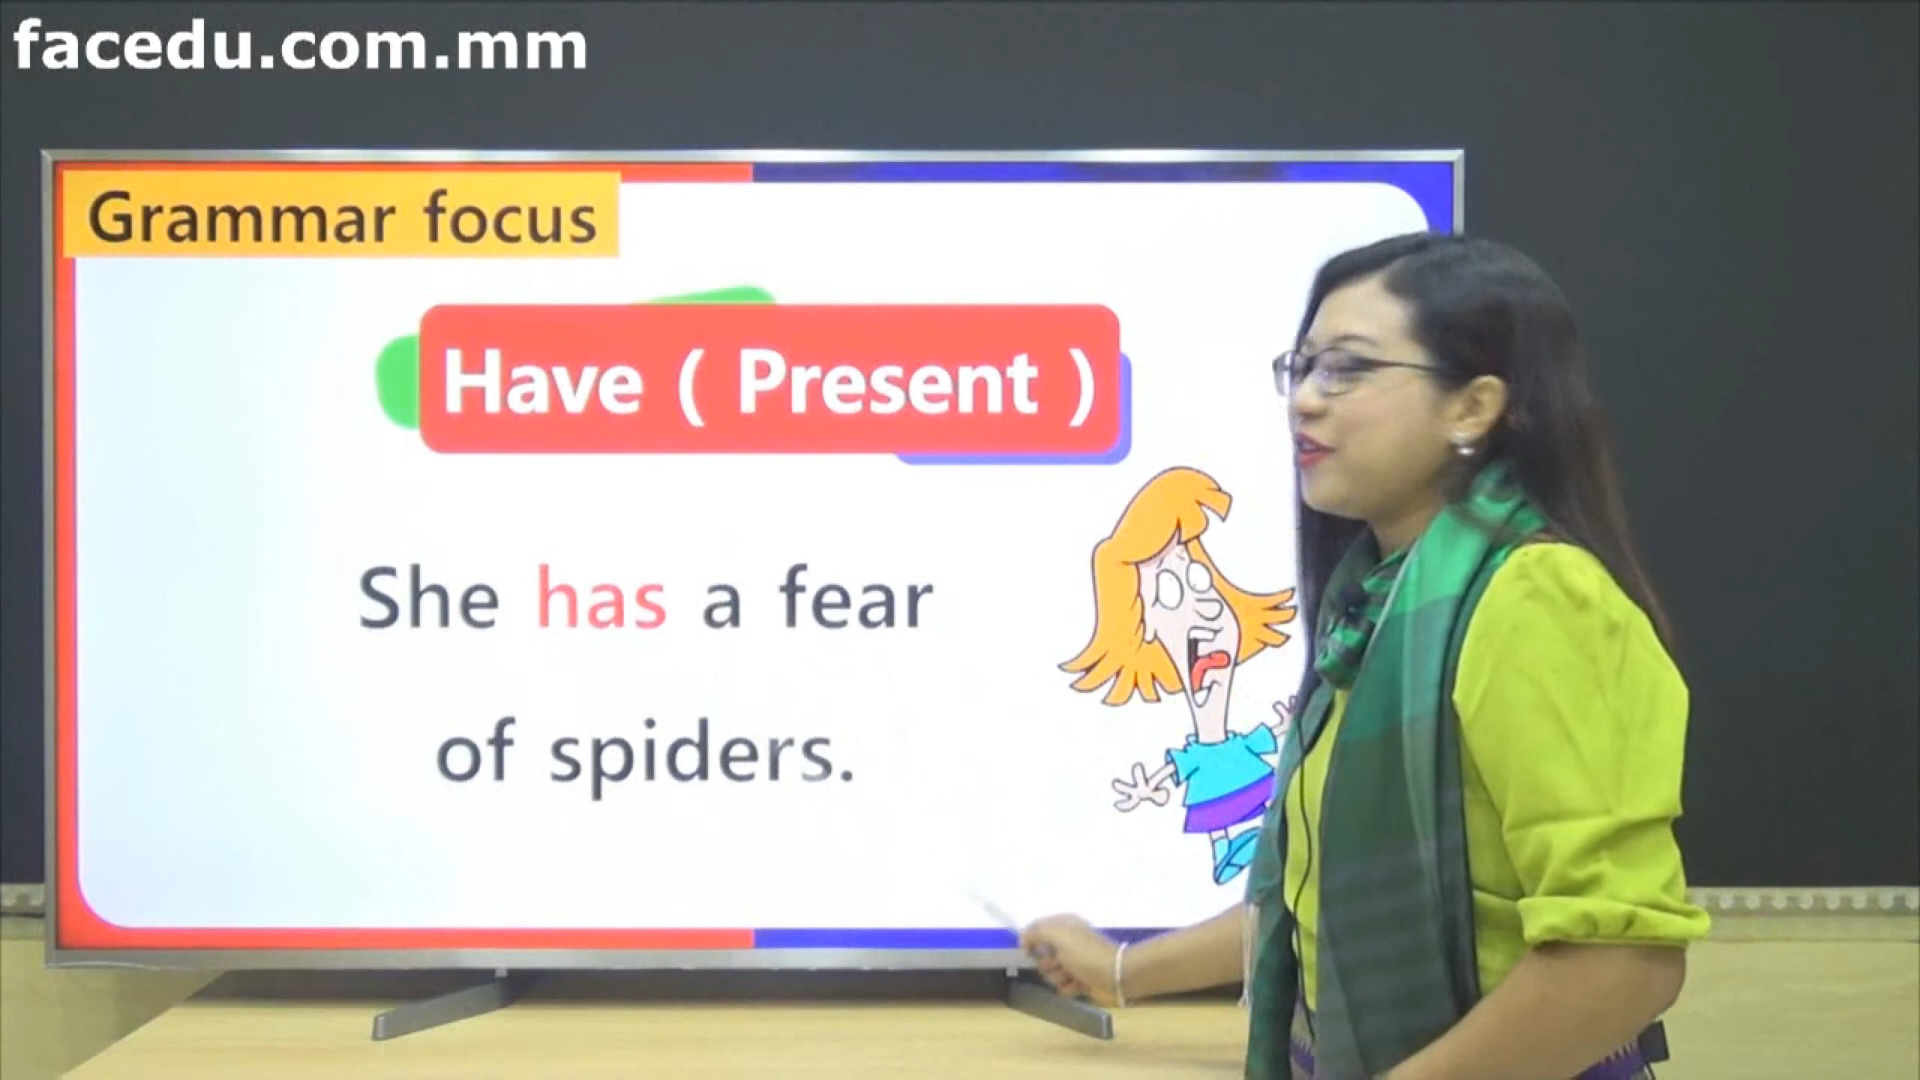 facedu.com.mm
Grammar focus
Have ( Present )
She has a fear
of spiders.